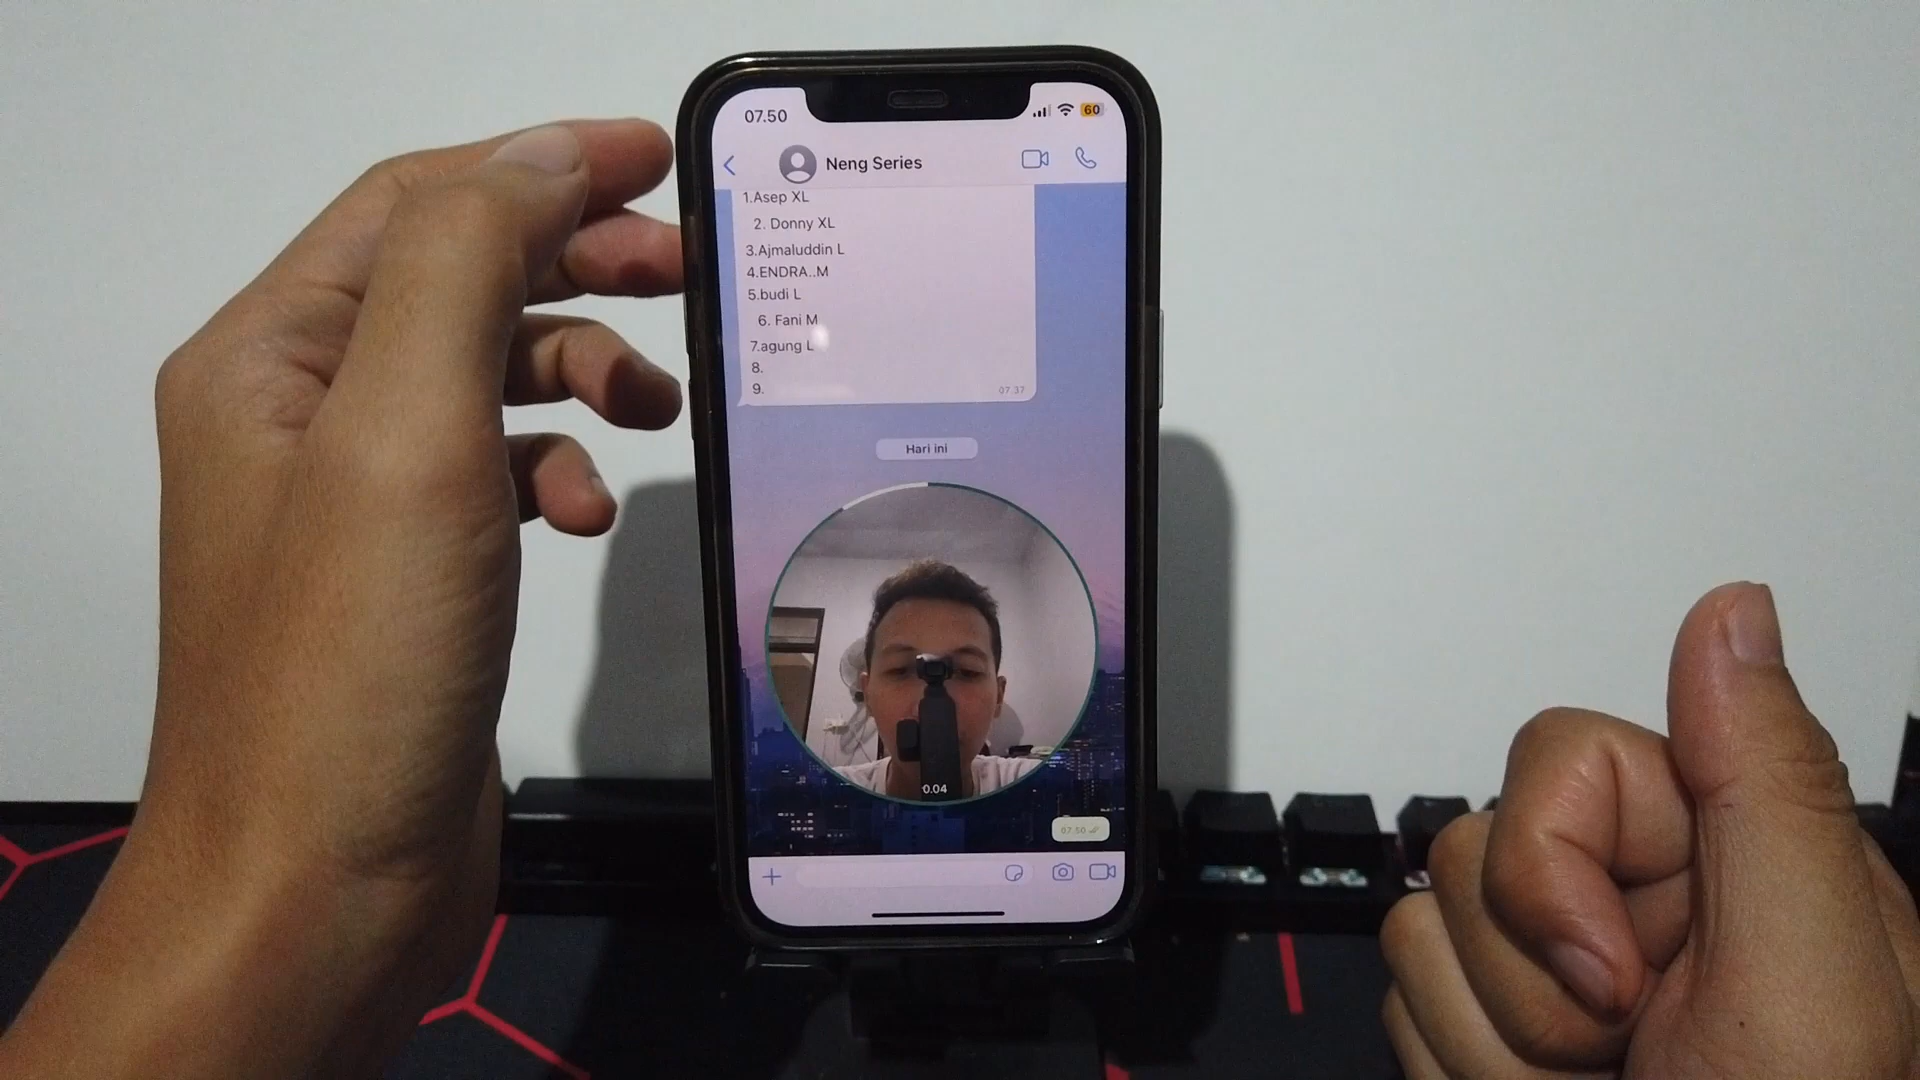 07.50
60
Neng Series
1.Asep XL
2. Donny XL
3.Ajmaluddin L
4.ENDRA..M
5.budi L
6. Fani M
7.agung L
8.
9.
07.37
Hari ini
0.04
07.50